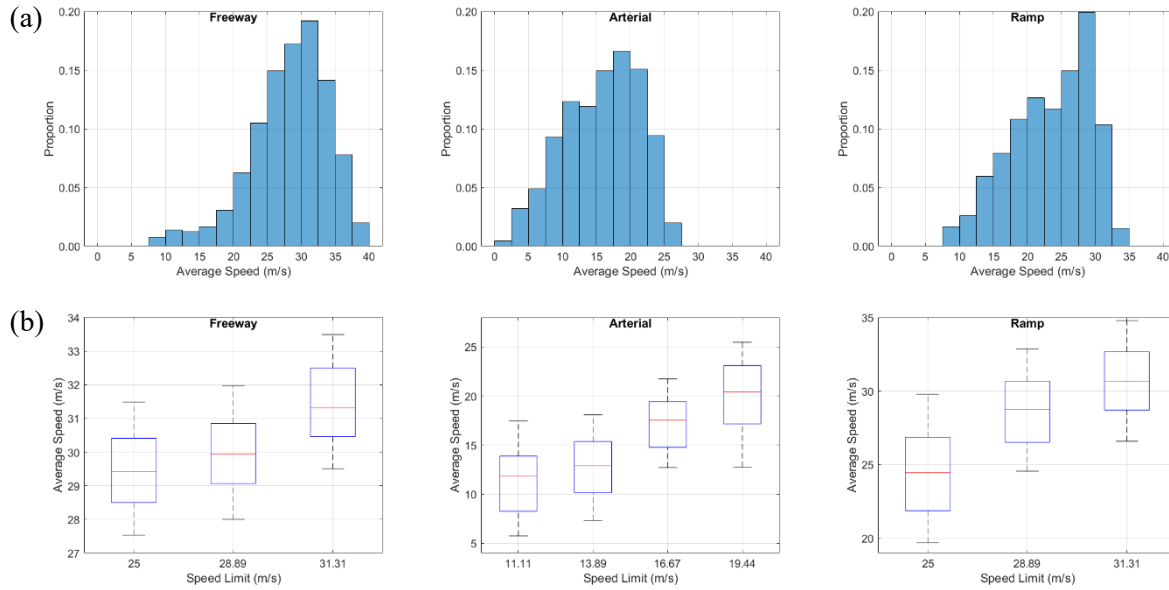 (a)
Freeway
0.20
0.15
0.10
0.05
0.00
Proportion
0 5 10 15 20 25 30 35 40
Average Speed (m/s)
Arterial
0.20
0.15
0.10
0.05
0.00
Proportion
0 5 10 15 20 25 30 35 40
Average Speed (m/s)
Ramp
0.20
0.15
0.10
0.05
0.00
Proportion
0 5 10 15 20 25 30 35 40
Average Speed (m/s)
(b)
Freeway
34
33
32
31
30
29
28
27
Average Speed (m/s)
25 28.89 31.31
Speed Limit (m/s)
Arterial
25
20
15
10
5
Average Speed (m/s)
11.11 13.89 16.67 19.44
Speed Limit (m/s)
Ramp
35
30
25
20
Average Speed (m/s)
25 28.89 31.31
Speed Limit (m/s)